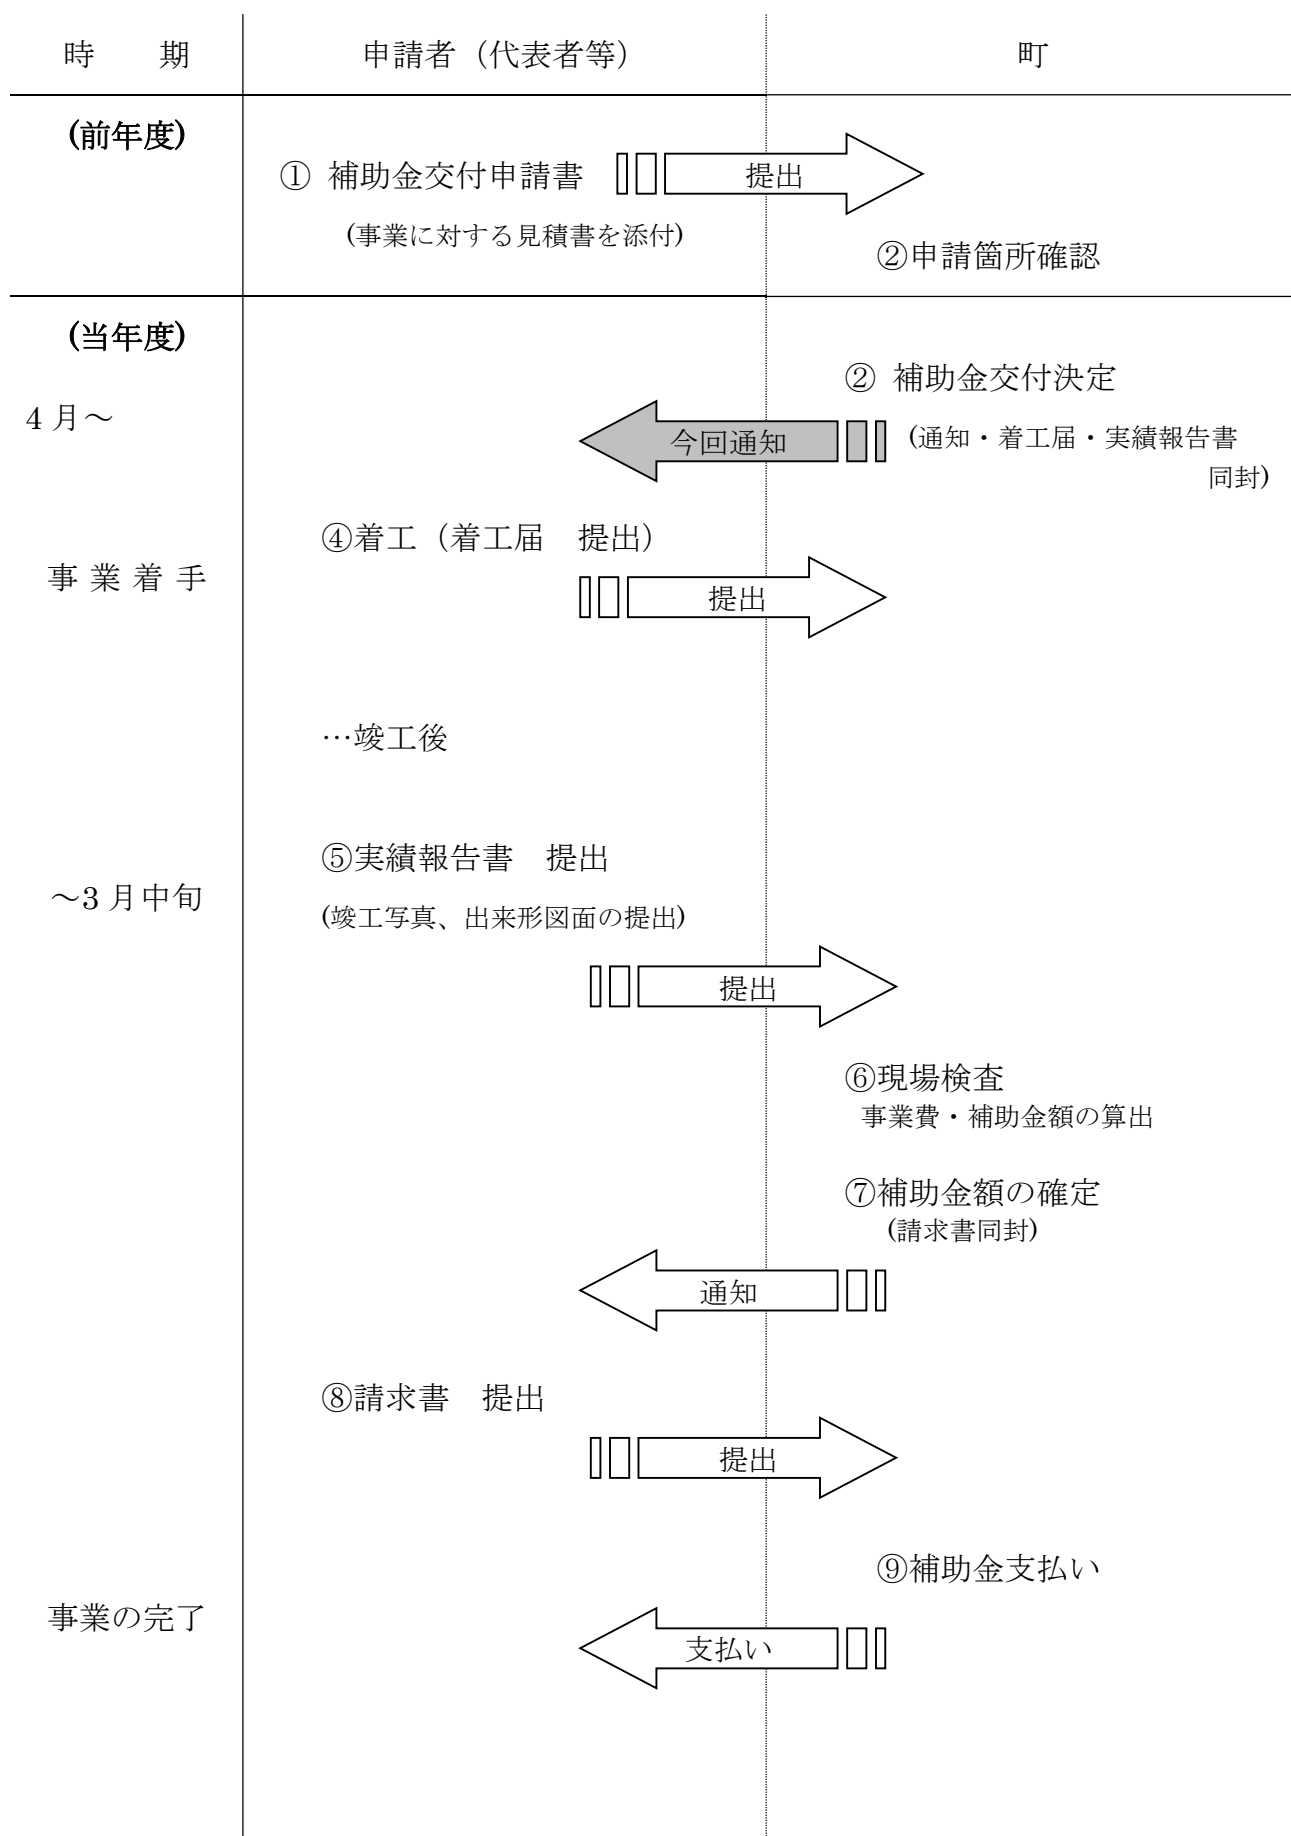 時　　期
申請者（代表者等）
町
(前年度)
① 補助金交付申請書
提出
(事業に対する見積書を添付)
②申請箇所確認
(当年度)
② 補助金交付決定
4 月～
今回通知
(通知・着工届・実績報告書
同封)
④着工（着工届　提出）
事 業 着 手
提出
…竣工後
⑤実績報告書　提出
～3 月中旬
(竣工写真、出来形図面の提出)
提出
⑥現場検査
事業費・補助金額の算出
⑦補助金額の確定
(請求書同封)
通知
⑧請求書　提出
提出
⑨補助金支払い
事業の完了
支払い